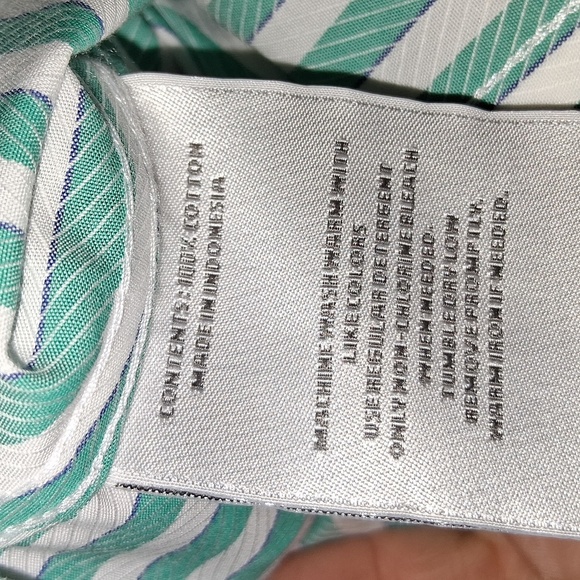 CONTENTS: 100% COTTON
MADE IN INDONESIA
MACHINE WASH WARM WITH
LIKE COLORS
USE REGULAR DETERGENT
ONLY NON-CHLORINE BLEACH
WHEN NEEDED.
TUMBLE DRY LOW
REMOVE PROMPTLY.
WARM IRON IF NEEDED.